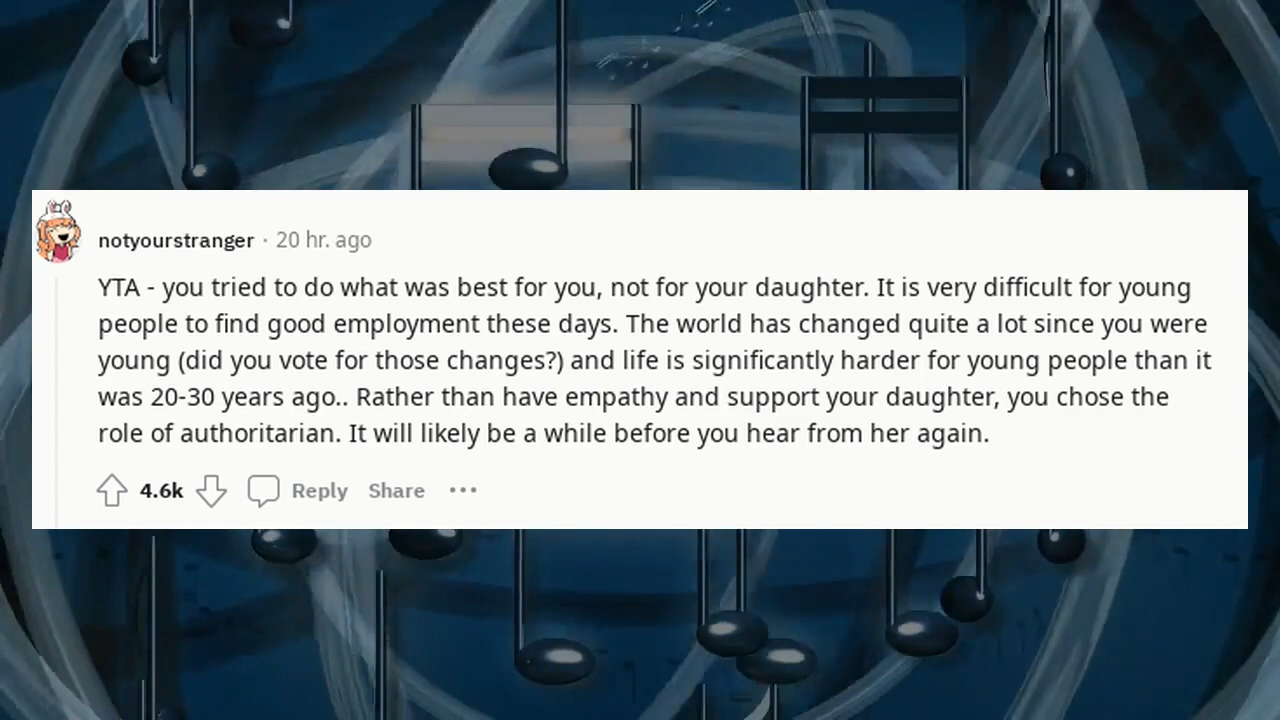 notyourstranger · 20 hr. ago
YTA - you tried to do what was best for you, not for your daughter. It is very difficult for young
people to find good employment these days. The world has changed quite a lot since you were
young (did you vote for those changes?) and life is significantly harder for young people than it
was 20-30 years ago.. Rather than have empathy and support your daughter, you chose the
role of authoritarian. It will likely be a while before you hear from her again.
4.6k Reply Share ···